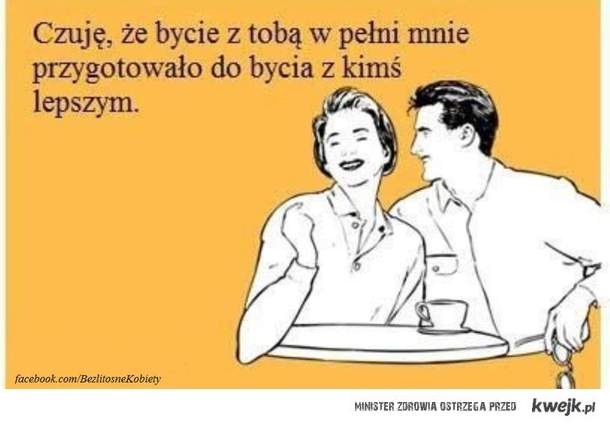 Czuję, że bycie z tobą w pełni mnie
przygotowało do bycia z kimś
lepszym.
facebook.com/BezlitosneKobiety
MINISTER ZDROWIA OSTRZEGA PRZED kwejk.pl